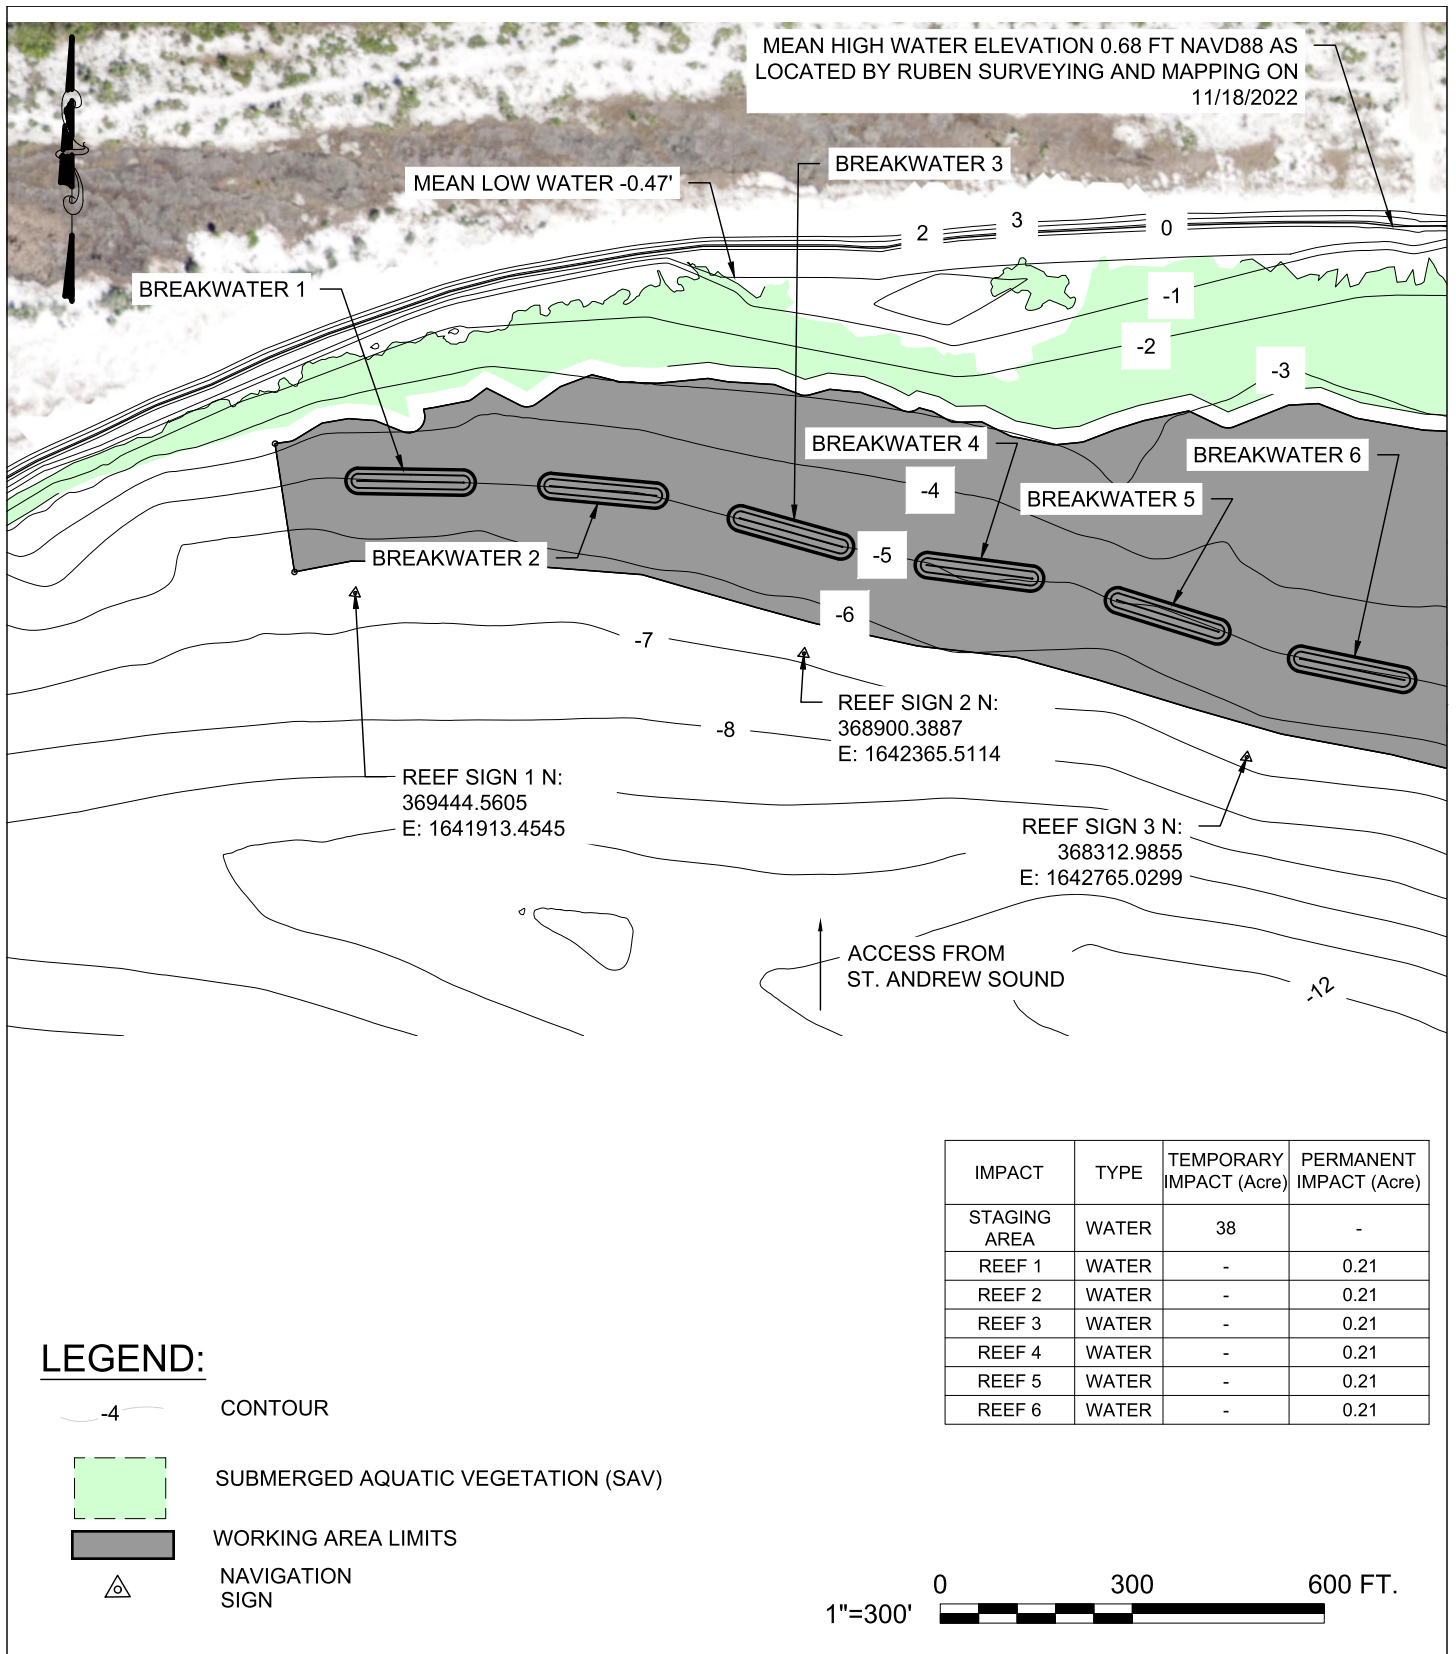 MEAN HIGH WATER ELEVATION 0.68 FT NAVD88 AS
LOCATED BY RUBEN SURVEYING AND MAPPING ON
11/18/2022
BREAKWATER 3
MEAN LOW WATER -0.47'
2
3
0
BREAKWATER 1
-1
-2
-3
BREAKWATER 4
BREAKWATER 6
-4
BREAKWATER 5
BREAKWATER 2
-5
-6
-7
REEF SIGN 2 N:
368900.3887
E: 1642365.5114
-8
REEF SIGN 1 N:
369444.5605
E: 1641913.4545
REEF SIGN 3 N:
368312.9855
E: 1642765.0299
ACCESS FROM
ST. ANDREW SOUND
-12
IMPACT TYPE TEMPORARY IMPACT (Acre) PERMANENT IMPACT (Acre)
STAGING AREA WATER 38 -
REEF 1 WATER - 0.21
REEF 2 WATER - 0.21
REEF 3 WATER - 0.21
REEF 4 WATER - 0.21
REEF 5 WATER - 0.21
REEF 6 WATER - 0.21
LEGEND:
-4 CONTOUR
SUBMERGED AQUATIC VEGETATION (SAV)
WORKING AREA LIMITS
NAVIGATION
SIGN
0 300 600 FT.
1"=300'